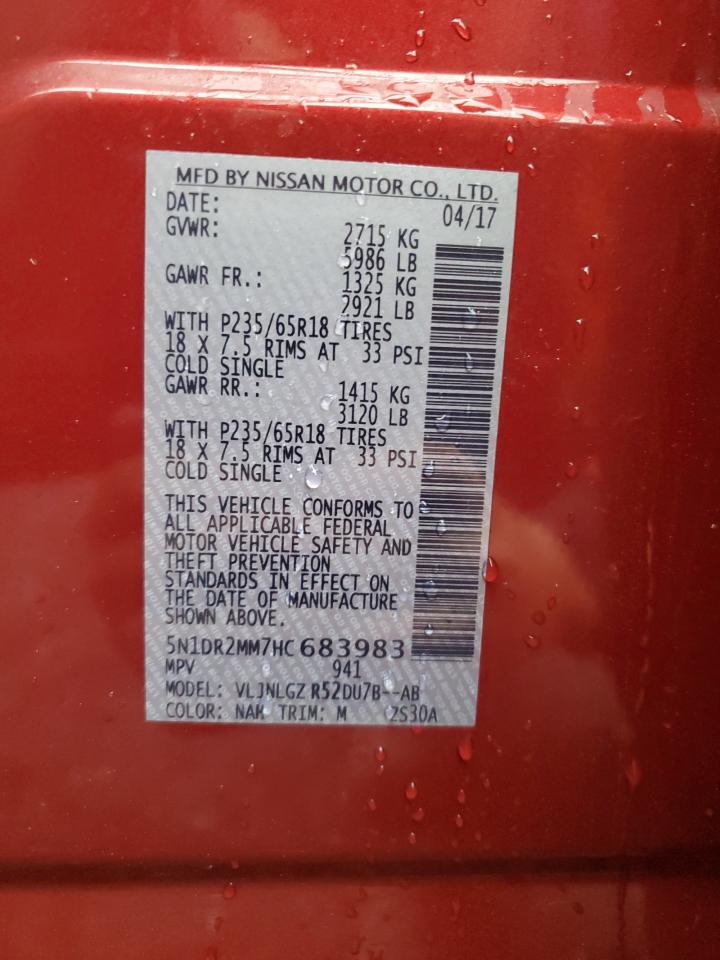 MFD BY NISSAN MOTOR CO., LTD.
DATE: 04/17
GVWR: 2715 KG
5986 LB
GAWR FR.: 1325 KG
2921 LB
WITH P235/65R18 TIRES
18 X 7.5 RIMS AT 33 PSI
COLD SINGLE
GAWR RR.: 1415 KG
3120 LB
WITH P235/65R18 TIRES
18 X 7.5 RIMS AT 33 PSI
COLD SINGLE
THIS VEHICLE CONFORMS TO
ALL APPLICABLE FEDERAL
MOTOR VEHICLE SAFETY AND
THEFT PREVENTION
STANDARDS IN EFFECT ON
THE DATE OF MANUFACTURE
SHOWN ABOVE.
5N1DR2MM7HC683983
MPV 941
MODEL: VLJNLGZ R52DU7B--AB
COLOR: NAH TRIM: M ZS30A